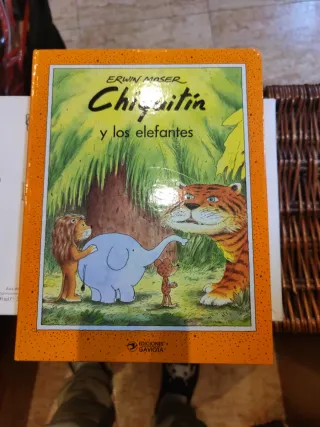 ERWIN MOSER
Chiquitín
y los elefantes
EDICIONES
GAVIOTA